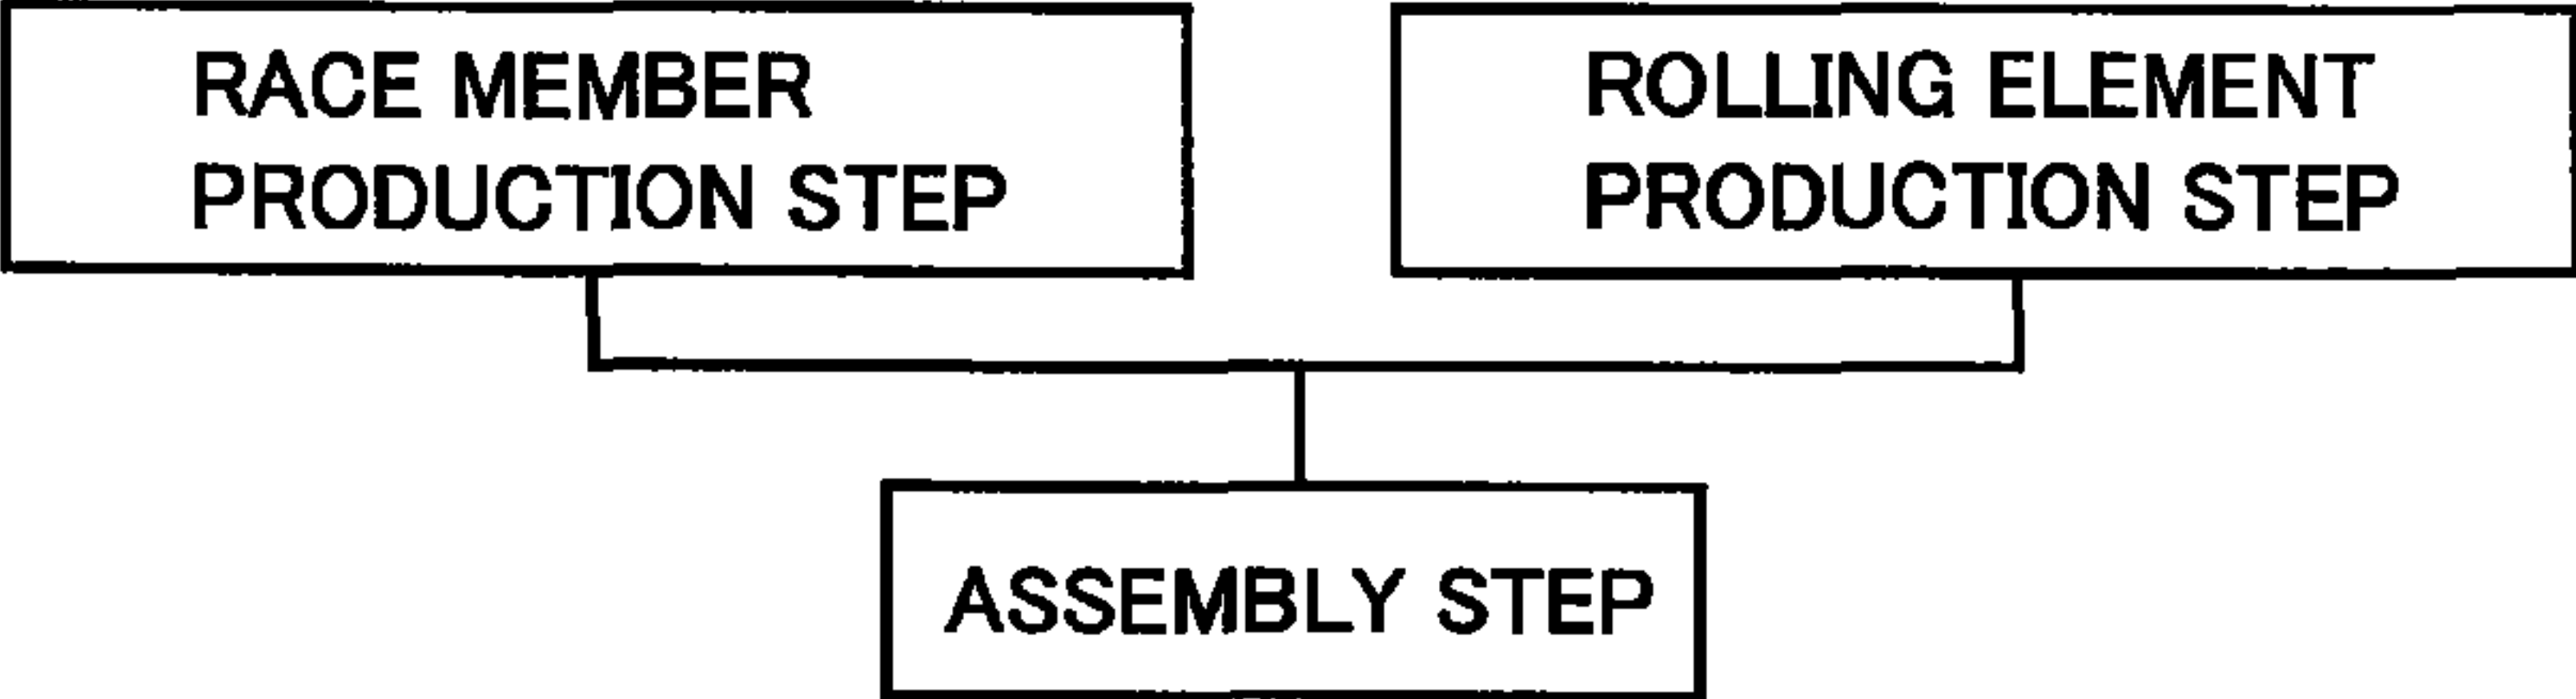 RACE MEMBER
PRODUCTION STEP
ROLLING ELEMENT
PRODUCTION STEP
ASSEMBLY STEP